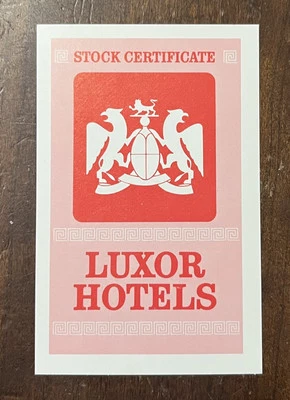 STOCK CERTIFICATE
LUXOR
HOTELS